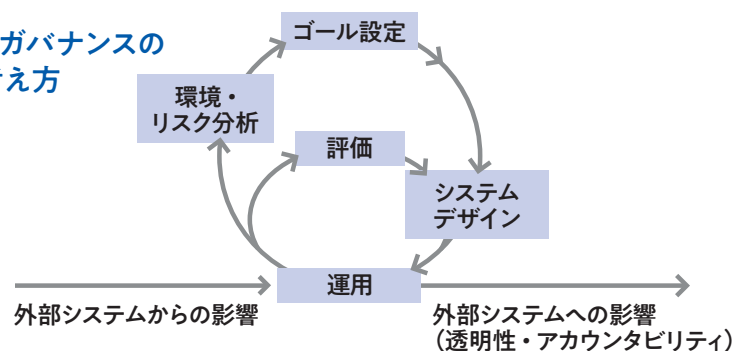 ガバナンスの
え方
ゴール設定
環境・
リスク分析
評価
システム
デザイン
運用
外部システムからの影響
外部システムへの影響
（透明性・アカウンタビリティ）